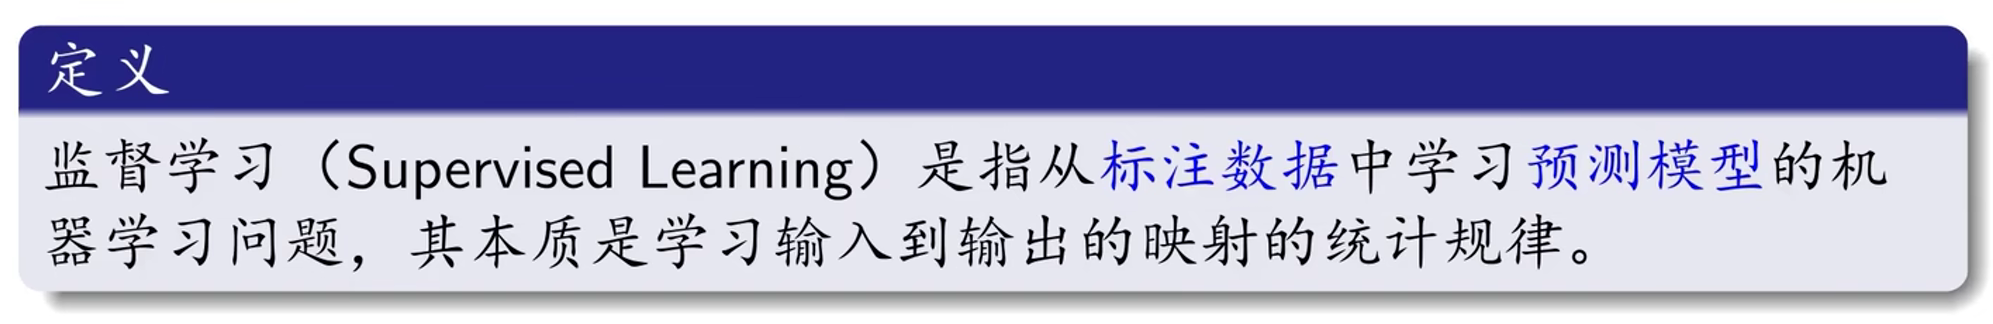 定义
监督学习（Supervised Learning）是指从标注数据中学习预测模型的机
器学习问题，其本质是学习输入到输出的映射的统计规律。